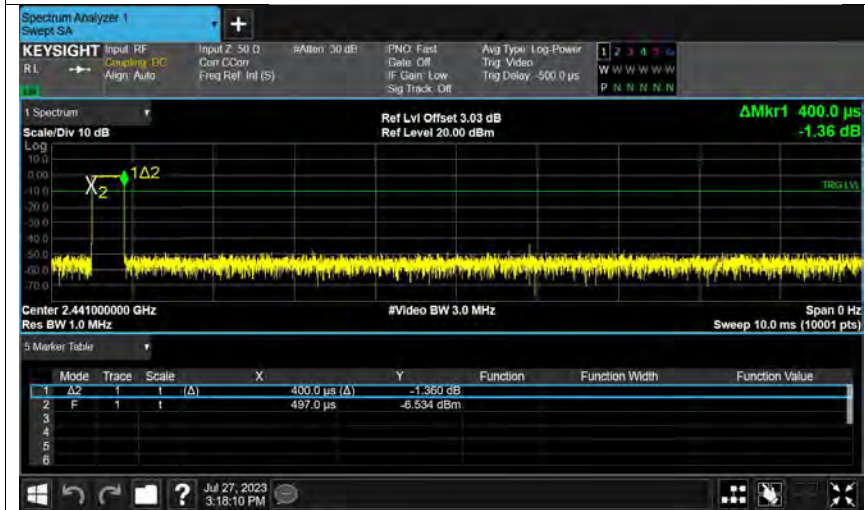 Spectrum Analyzer 1
Swept SA
+
KEYSIGHT Input: RF Input Z: 50 Ω #Atten: 30 dB PNO: Fast Avg Type: Log-Power 1 2 3 4 5 6
RL Coupling: DC Corr CCorr Gate: Off Trig: Video W W W W W W
Align: Auto Freq Ref: Int (S) IF Gain: Low Trig Delay: -500.0 µs P N N N N N
Sig Track: Off
1 Spectrum
Ref Lvl Offset 3.03 dB ΔMkr1 400.0 µs
Scale/Div 10 dB Ref Level 20.00 dBm -1.36 dB
Log
10.0
0.00 1Δ2
X2
-10.0 TRIG LVL
-20.0
-30.0
-40.0
-50.0
-60.0
-70.0
Center 2.441000000 GHz #Video BW 3.0 MHz Span 0 Hz
Res BW 1.0 MHz Sweep 10.0 ms (10001 pts)
5 Marker Table
Mode Trace Scale X Y Function Function Width Function Value
1 Δ2 1 t (Δ) 400.0 µs (Δ) -1.360 dB
2 F 1 t 497.0 µs -6.534 dBm
3
4
5
6
? Jul 27, 2023
3:18:10 PM